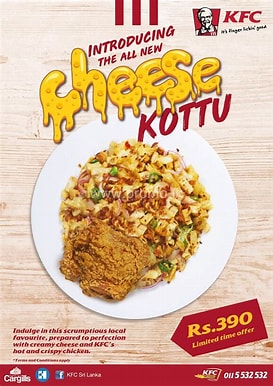 INTRODUCING
THE ALL NEW
cheese
KOTTU
KFC
It's finger lickin' good
Rs.390
Limited time offer
Indulge in this scrumptious local
favourite, prepared to perfection
with creamy cheese and KFC's
hot and crispy chicken.
*Terms and Conditions apply
Cargills
KFC Sri Lanka
KFC
011 5 532 532